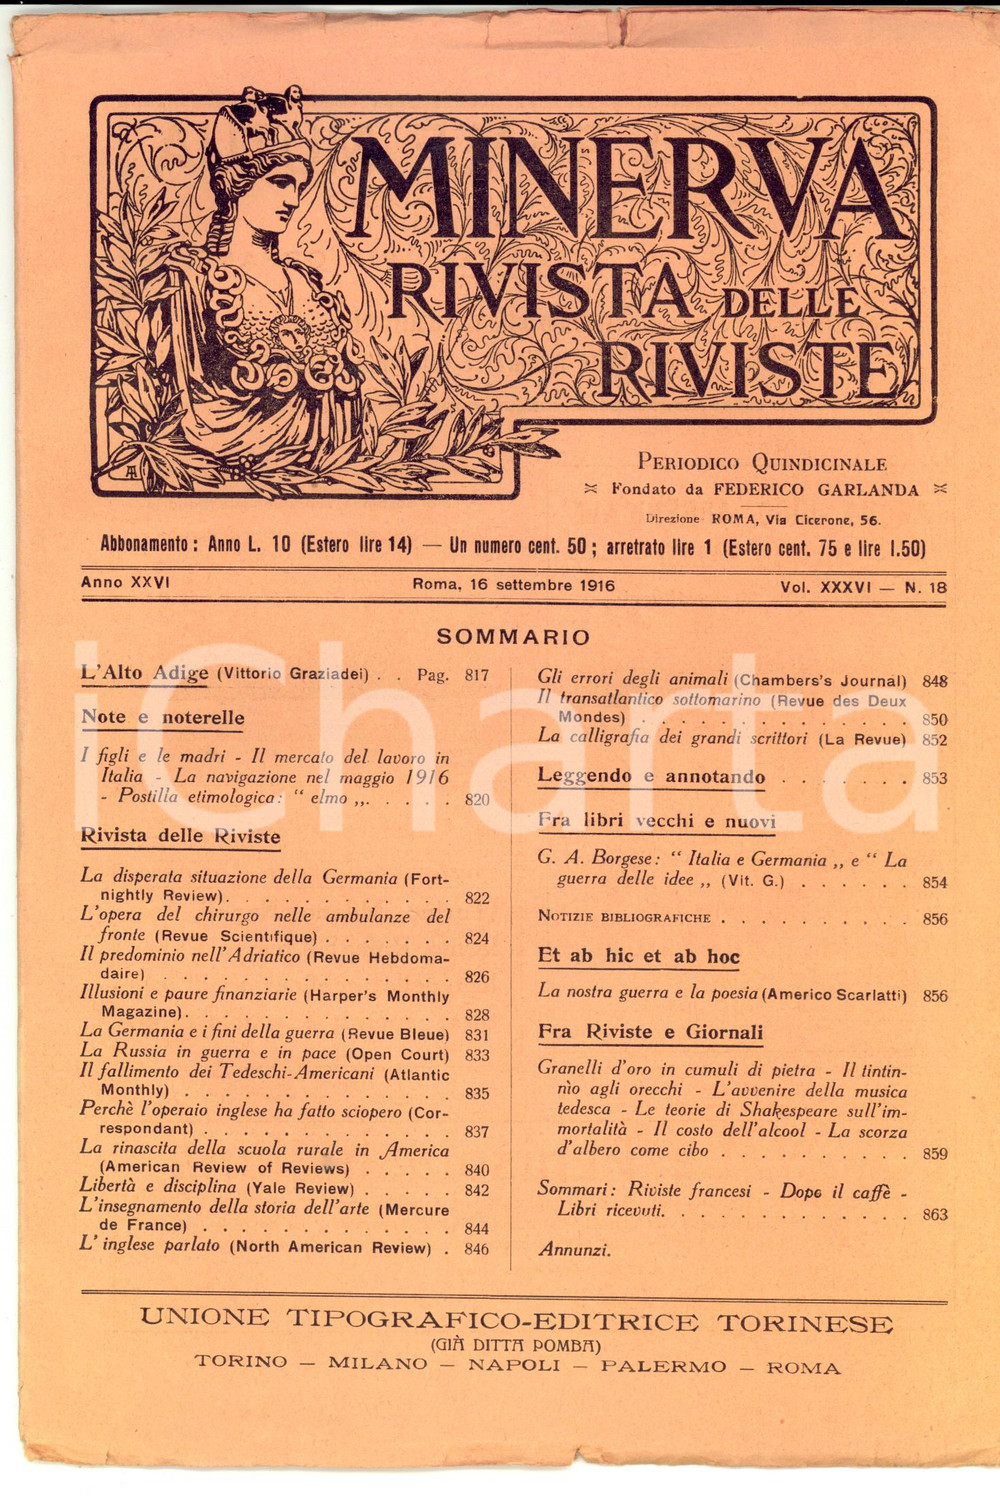 MINERVA
RIVISTA DELLE
RIVISTE
PERIODICO QUINDICINALE
Fondato da FEDERICO GARLANDA
Direzione ROMA, Via Cicerone, 56.
Abbonamento: Anno L. 10 (Estero lire 14) — Un numero cent. 50; arretrato lire 1 (Estero cent. 75 e lire 1.50)
Anno XXVI Roma, 16 settembre 1916 Vol. XXXVI — N. 18
SOMMARIO
L'Alto Adige (Vittorio Graziadei) . . Pag. 817
Note e noterelle
I figli e le madri - Il mercato del lavoro in
Italia - La navigazione nel maggio 1916
- Postilla etimologica: “ elmo „ . . . . . 820
Rivista delle Riviste
La disperata situazione della Germania (Fort-
nightly Review) . . . . . . . . . . . . 822
L'opera del chirurgo nelle ambulanze del
fronte (Revue Scientifique) . . . . . . . 824
Il predominio nell'Adriatico (Revue Hebdoma-
daire) . . . . . . . . . . . . . . 826
Illusioni e paure finanziarie (Harper's Monthly
Magazine) . . . . . . . . . . . . . 828
La Germania e i fini della guerra (Revue Bleue) 831
La Russia in guerra e in pace (Open Court) 833
Il fallimento dei Tedeschi-Americani (Atlantic
Monthly) . . . . . . . . . . . . . 835
Perchè l'operaio inglese ha fatto sciopero (Cor-
respondant) . . . . . . . . . . . . 837
La rinascita della scuola rurale in America
(American Review of Reviews) . . . . . 840
Libertà e disciplina (Yale Review) . . . . . 842
L'insegnamento della storia dell'arte (Mercure
de France) . . . . . . . . . . . . 844
L'inglese parlato (North American Review) . 846
Gli errori degli animali (Chambers's Journal) 848
Il transatlantico sottomarino (Revue des Deux
Mondes) . . . . . . . . . . . . . 850
La calligrafia dei grandi scrittori (La Revue) 852
Leggendo e annotando . . . . . . . 853
Fra libri vecchi e nuovi
G. A. Borgese: “ Italia e Germania „ e “ La
guerra delle idee „ (Vit. G.) . . . . . . 854
NOTIZIE BIBLIOGRAFICHE . . . . . . . . . . 856
Et ab hic et ab hoc
La nostra guerra e la poesia (Americo Scarlatti) 856
Fra Riviste e Giornali
Granelli d'oro in cumuli di pietra - Il tintin-
nìo agli orecchi - L'avvenire della musica
tedesca - Le teorie di Shakespeare sull'im-
mortalità - Il costo dell'alcool - La scorza
d'albero come cibo . . . . . . . . . . 859
Sommari: Riviste francesi - Dopo il caffè -
Libri ricevuti. . . . . . . . . . . . . 863
Annunzi.
UNIONE TIPOGRAFICO-EDITRICE TORINESE
(GIÀ DITTA POMBA)
TORINO — MILANO — NAPOLI — PALERMO — ROMA
iCharta